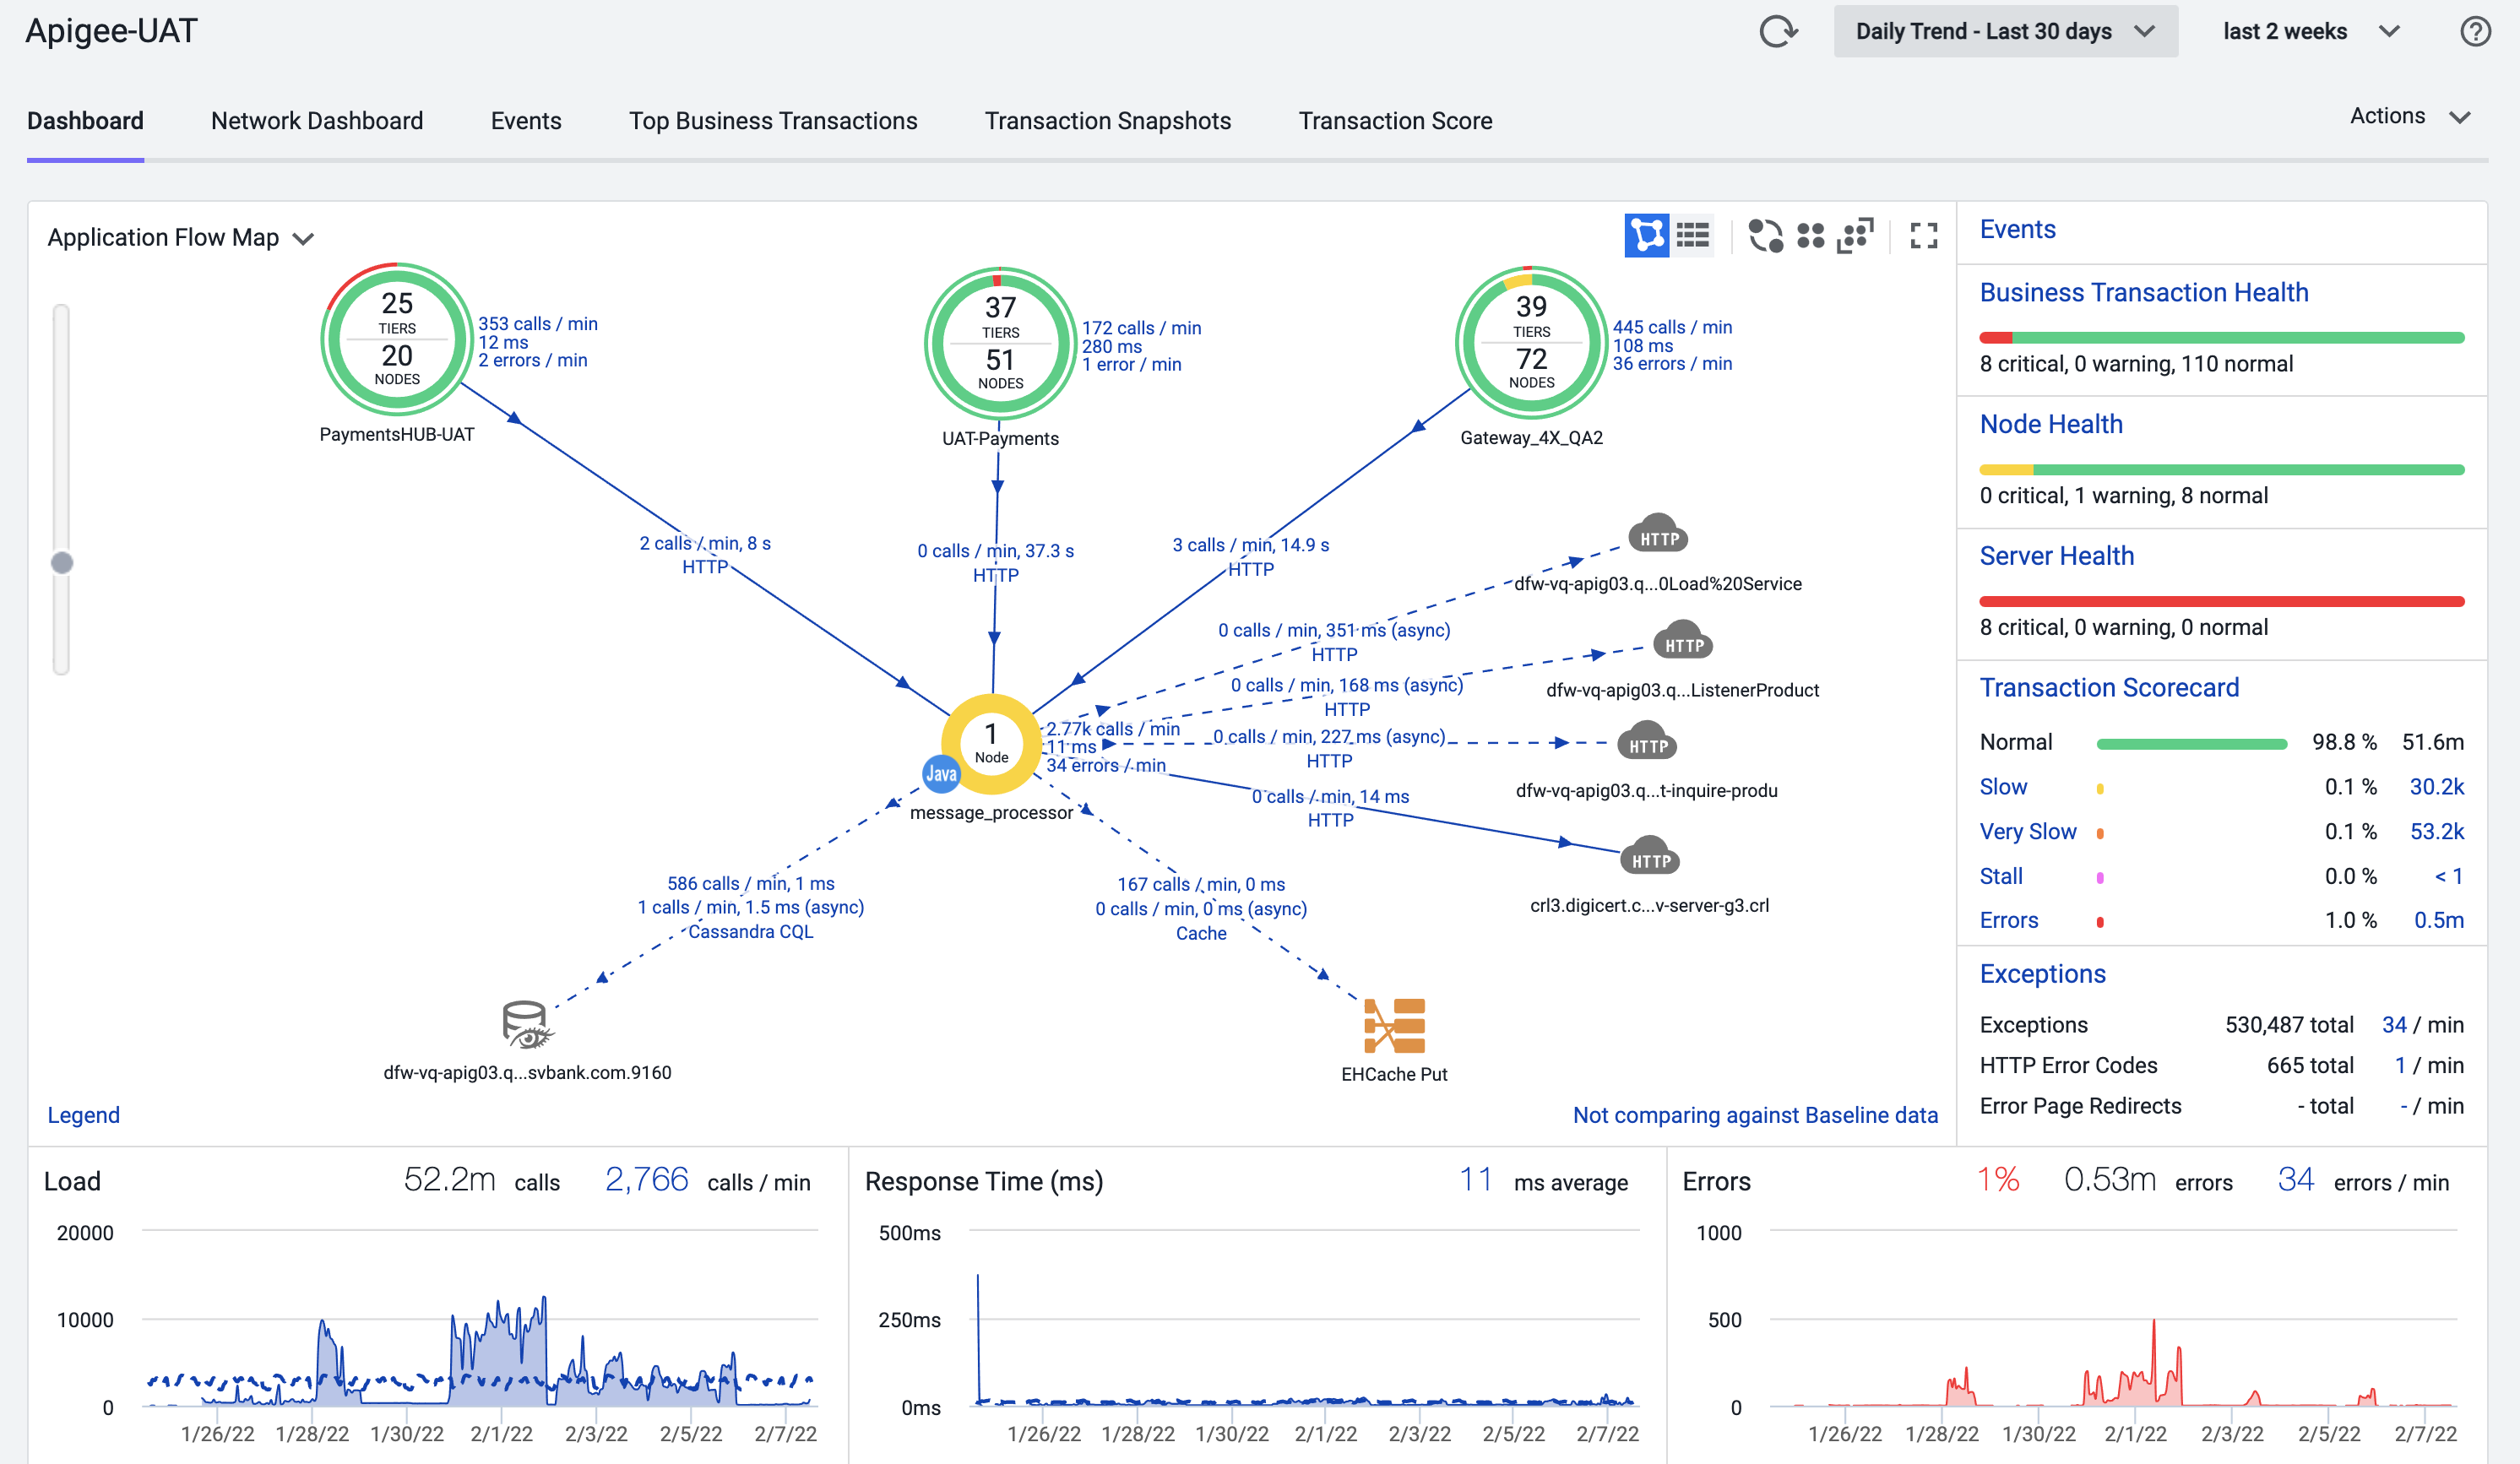 Apigee-UAT
Daily Trend - Last 30 days
last 2 weeks
?
Dashboard
Network Dashboard
Events
Top Business Transactions
Transaction Snapshots
Transaction Score
Actions
Application Flow Map
25
TIERS
20
NODES
353 calls / min
12 ms
2 errors / min
PaymentsHUB-UAT
37
TIERS
51
NODES
172 calls / min
280 ms
1 error / min
UAT-Payments
39
TIERS
72
NODES
445 calls / min
108 ms
36 errors / min
Gateway_4X_QA2
2 calls / min, 8 s
HTTP
0 calls / min, 37.3 s
HTTP
3 calls / min, 14.9 s
HTTP
HTTP
dfw-vq-apig03.q...0Load%20Service
0 calls / min, 351 ms (async)
HTTP
HTTP
dfw-vq-apig03.q...ListenerProduct
0 calls / min, 168 ms (async)
HTTP
1
Node
Java
message_processor
2.77k calls / min
11 ms
34 errors / min
0 calls / min, 227 ms (async)
HTTP
HTTP
dfw-vq-apig03.q...t-inquire-produ
0 calls / min, 14 ms
HTTP
HTTP
crl3.digicert.c...v-server-g3.crl
586 calls / min, 1 ms
1 calls / min, 1.5 ms (async)
Cassandra CQL
167 calls / min, 0 ms
0 calls / min, 0 ms (async)
Cache
dfw-vq-apig03.q...svbank.com.9160
EHCache Put
Legend
Not comparing against Baseline data
Events
Business Transaction Health
8 critical, 0 warning, 110 normal
Node Health
0 critical, 1 warning, 8 normal
Server Health
8 critical, 0 warning, 0 normal
Transaction Scorecard
Normal 98.8 % 51.6m
Slow 0.1 % 30.2k
Very Slow 0.1 % 53.2k
Stall 0.0 % < 1
Errors 1.0 % 0.5m
Exceptions
Exceptions 530,487 total 34 / min
HTTP Error Codes 665 total 1 / min
Error Page Redirects - total - / min
Load 52.2m calls 2,766 calls / min
20000
10000
0
1/26/22 1/28/22 1/30/22 2/1/22 2/3/22 2/5/22 2/7/22
Response Time (ms) 11 ms average
500ms
250ms
0ms
1/26/22 1/28/22 1/30/22 2/1/22 2/3/22 2/5/22 2/7/22
Errors 1% 0.53m errors 34 errors / min
1000
500
0
1/26/22 1/28/22 1/30/22 2/1/22 2/3/22 2/5/22 2/7/22